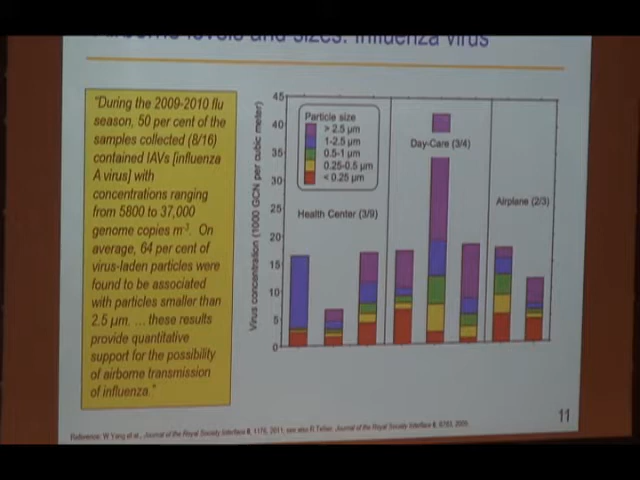 Airborne levels and sizes: Influenza virus
"During the 2009-2010 flu
season, 50 per cent of the
samples collected (8/16)
contained IAVs [influenza
A virus] with
concentrations ranging
from 5800 to 37,000
genome copies m⁻³. On
average, 64 per cent of
virus-laden particles were
found to be associated
with particles smaller than
2.5 µm. ... these results
provide quantitative
support for the possibility
of airborne transmission
of influenza."
Virus concentration (1000 GCN per cubic meter)
45
40
35
30
25
20
15
10
5
0
Particle size
> 2.5 µm
1-2.5 µm
0.5-1 µm
0.25-0.5 µm
< 0.25 µm
Health Center (3/9)
Day-Care (3/4)
Airplane (2/3)
11
Reference: W Yang et al., Journal of the Royal Society Interface 8, 1176, 2011; see also R Tellier, Journal of the Royal Society Interface 6, S783, 2009.